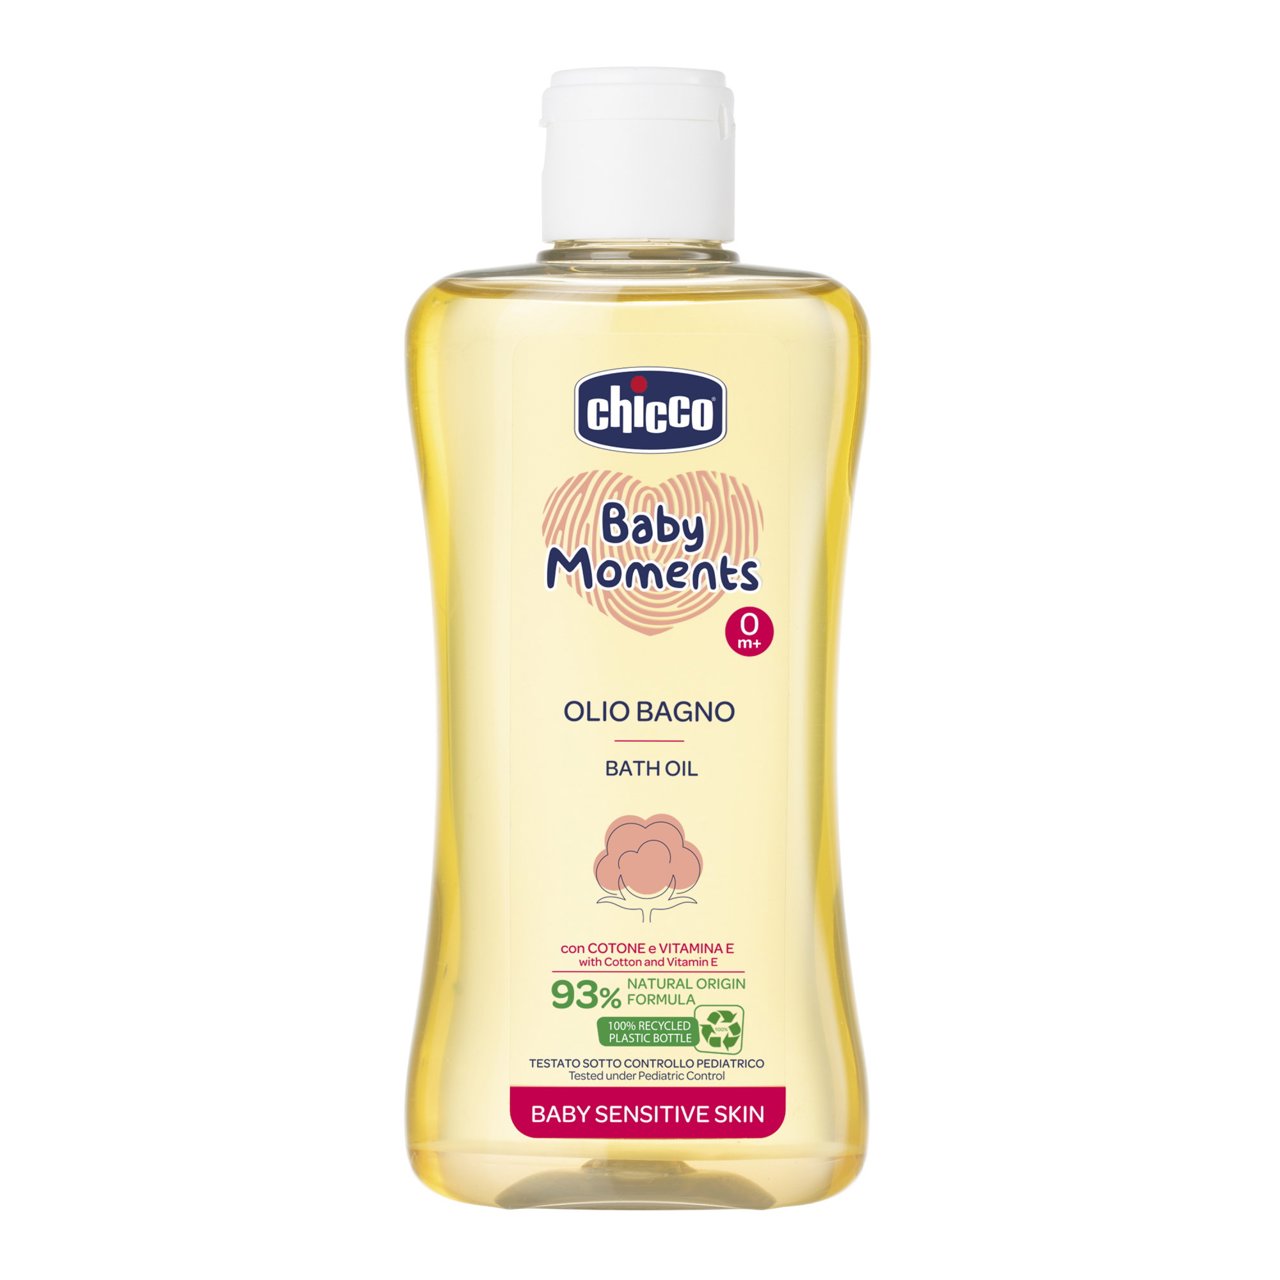 chicco
Baby
Moments
0
m+
OLIO BAGNO
BATH OIL
con COTONE e VITAMINA E
with Cotton and Vitamin E
93% NATURAL ORIGIN
FORMULA
100% RECYCLED
PLASTIC BOTTLE
100%
TESTATO SOTTO CONTROLLO PEDIATRICO
Tested under Pediatric Control
BABY SENSITIVE SKIN